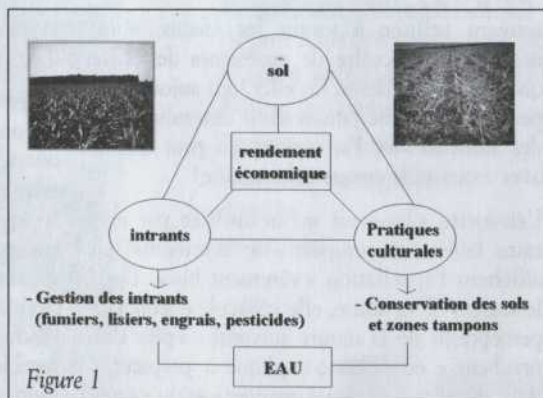 sol
rendement
économique
intrants
Pratiques
culturales
- Gestion des intrants
(fumiers, lisiers, engrais, pesticides)
- Conservation des sols
et zones tampons
EAU
Figure 1